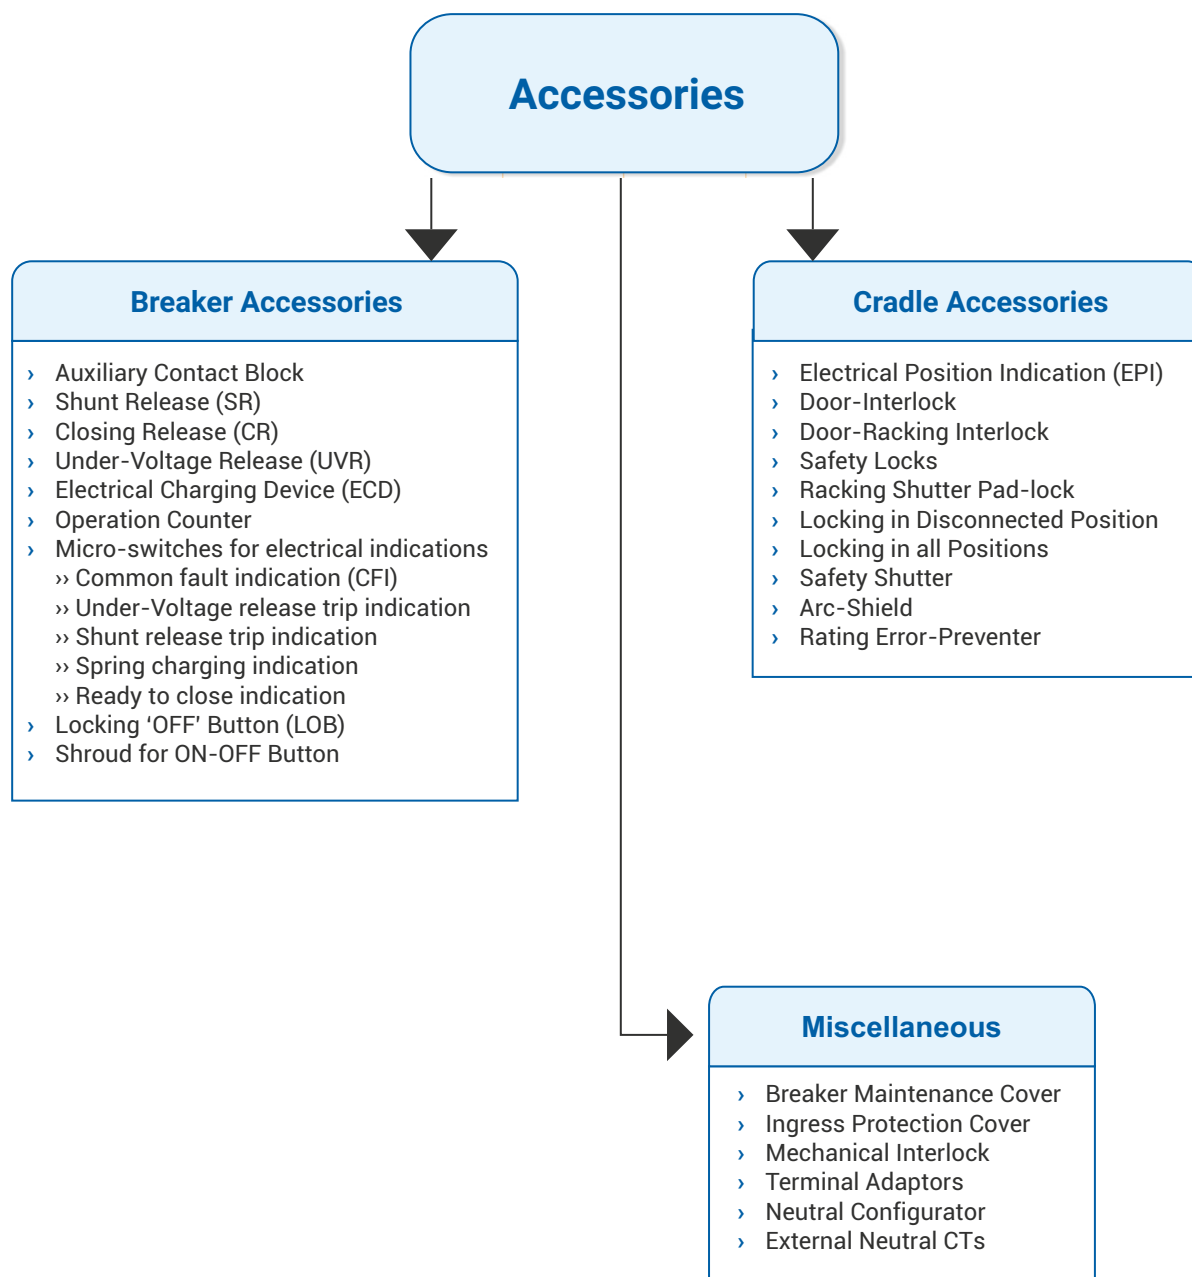 Accessories
Breaker Accessories
› Auxiliary Contact Block
› Shunt Release (SR)
› Closing Release (CR)
› Under-Voltage Release (UVR)
› Electrical Charging Device (ECD)
› Operation Counter
› Micro-switches for electrical indications
›› Common fault indication (CFI)
›› Under-Voltage release trip indication
›› Shunt release trip indication
›› Spring charging indication
›› Ready to close indication
› Locking ‘OFF’ Button (LOB)
› Shroud for ON-OFF Button
Cradle Accessories
› Electrical Position Indication (EPI)
› Door-Interlock
› Door-Racking Interlock
› Safety Locks
› Racking Shutter Pad-lock
› Locking in Disconnected Position
› Locking in all Positions
› Safety Shutter
› Arc-Shield
› Rating Error-Preventer
Miscellaneous
› Breaker Maintenance Cover
› Ingress Protection Cover
› Mechanical Interlock
› Terminal Adaptors
› Neutral Configurator
› External Neutral CTs